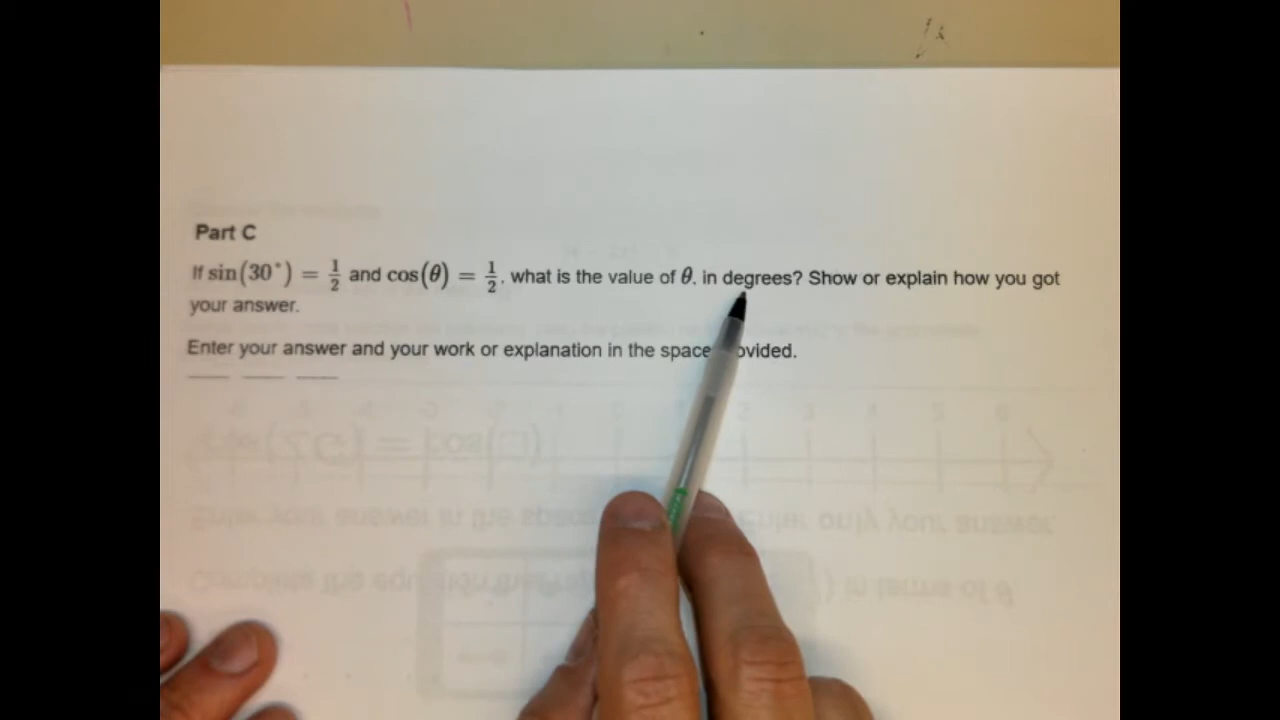 Part C
If sin(30°) = 1/2 and cos(θ) = 1/2, what is the value of θ, in degrees? Show or explain how you got
your answer.
Enter your answer and your work or explanation in the space provided.